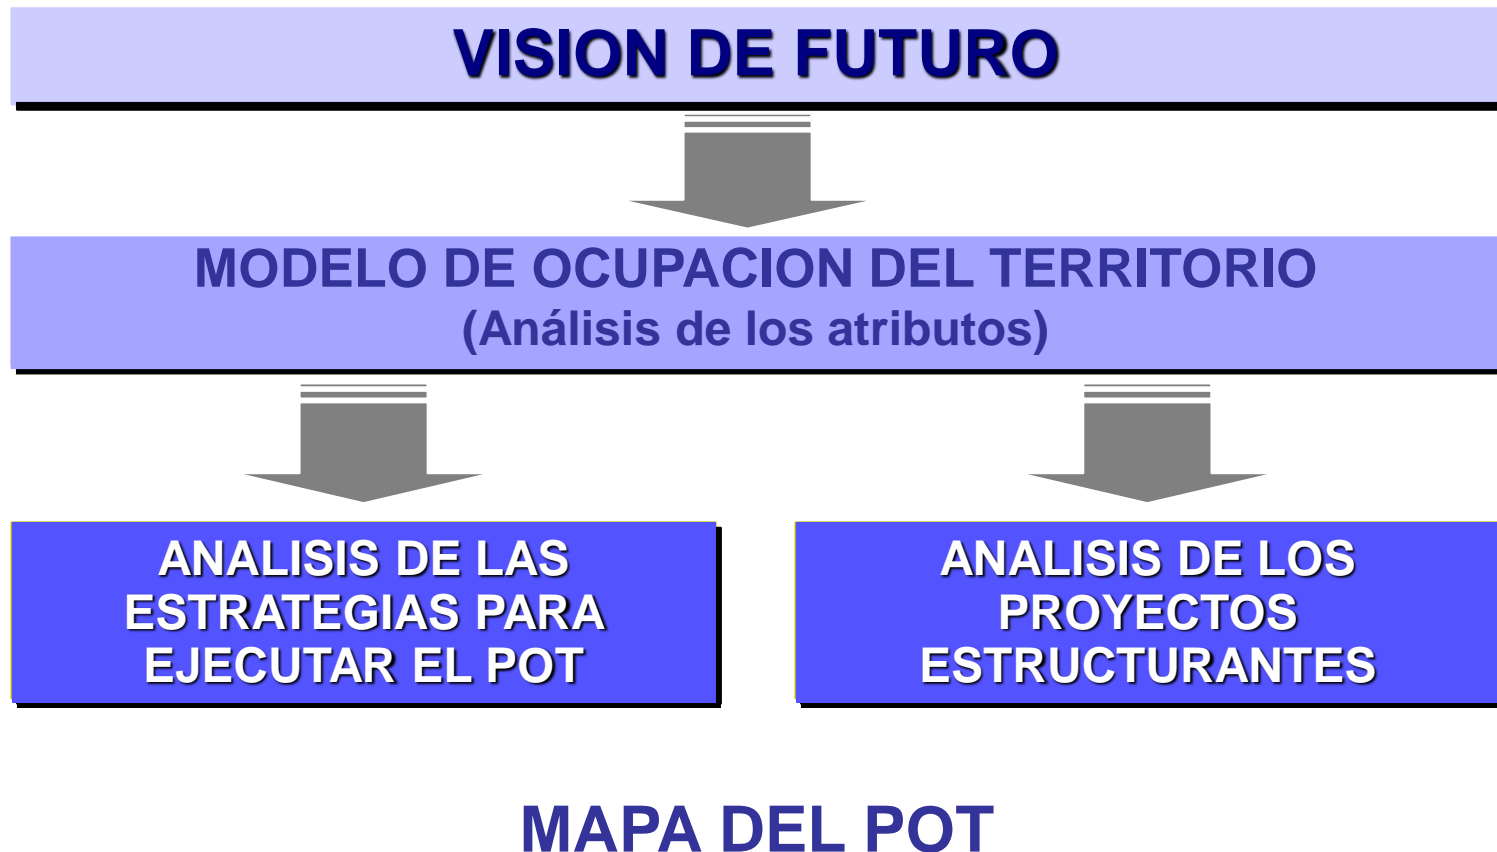 VISION DE FUTURO
MODELO DE OCUPACION DEL TERRITORIO
(Análisis de los atributos)
ANALISIS DE LAS
ESTRATEGIAS PARA
EJECUTAR EL POT
ANALISIS DE LOS
PROYECTOS
ESTRUCTURANTES
MAPA DEL POT